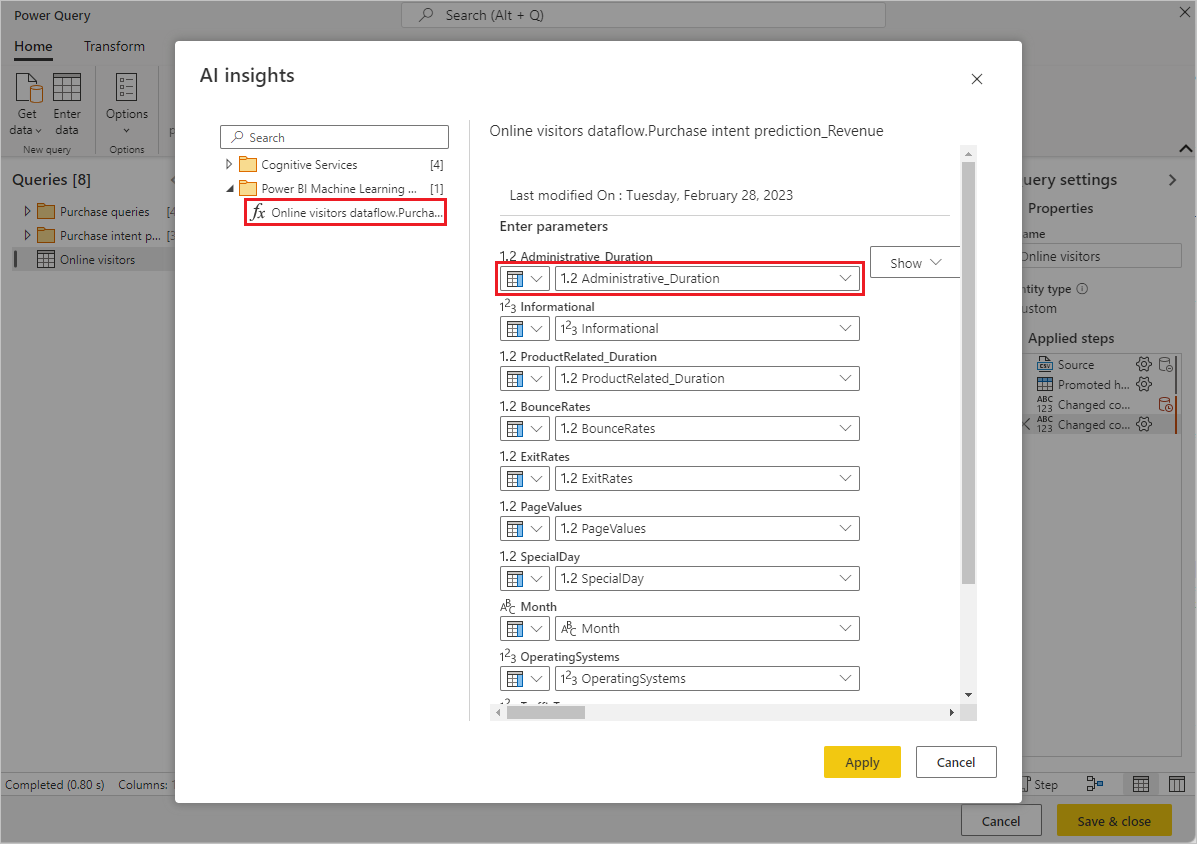 Power Query
Search (Alt + Q)
Home
Transform
Get data
Enter data
Options
New query
Options
Queries [8]
Purchase queries
Purchase intent p...
Online visitors
AI insights
Search
Cognitive Services [4]
Power BI Machine Learning ... [1]
fx Online visitors dataflow.Purcha...
Online visitors dataflow.Purchase intent prediction_Revenue
Last modified On : Tuesday, February 28, 2023
Enter parameters
1.2 Administrative_Duration
1.2 Administrative_Duration
Show
123 Informational
123 Informational
1.2 ProductRelated_Duration
1.2 ProductRelated_Duration
1.2 BounceRates
1.2 BounceRates
1.2 ExitRates
1.2 ExitRates
1.2 PageValues
1.2 PageValues
1.2 SpecialDay
1.2 SpecialDay
ABC Month
ABC Month
123 OperatingSystems
123 OperatingSystems
Apply
Cancel
uery settings
Properties
ame
Online visitors
ntity type
ustom
Applied steps
Source
Promoted h...
ABC 123 Changed co...
ABC 123 Changed co...
Completed (0.80 s)
Columns:
Step
Cancel
Save & close